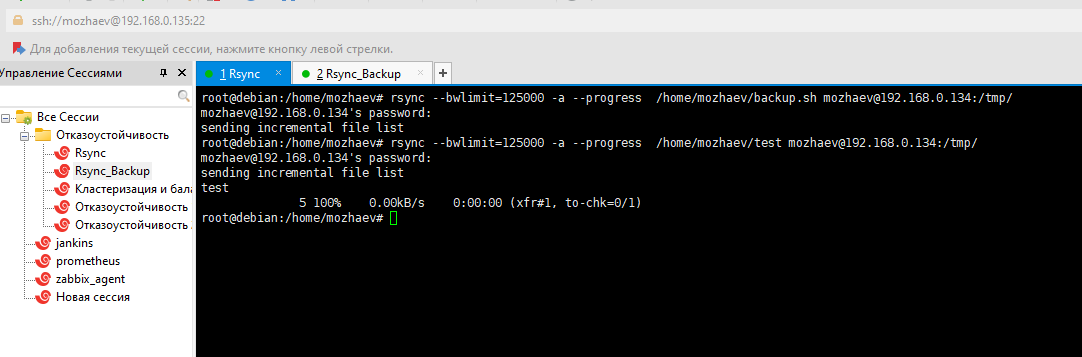 ssh://mozhaev@192.168.0.135:22
Для добавления текущей сессии, нажмите кнопку левой стрелки.
Управление Сессиями
Все Сессии
Отказоустойчивость
Rsync
Rsync_Backup
Кластеризация и бала
Отказоустойчивость
Отказоустойчивость
jankins
prometheus
zabbix_agent
Новая сессия
1 Rsync
2 Rsync_Backup
root@debian:/home/mozhaev# rsync --bwlimit=125000 -a --progress  /home/mozhaev/backup.sh mozhaev@192.168.0.134:/tmp/
mozhaev@192.168.0.134's password:
sending incremental file list
root@debian:/home/mozhaev# rsync --bwlimit=125000 -a --progress  /home/mozhaev/test mozhaev@192.168.0.134:/tmp/
mozhaev@192.168.0.134's password:
sending incremental file list
test
              5 100%    0.00kB/s    0:00:00 (xfr#1, to-chk=0/1)
root@debian:/home/mozhaev#